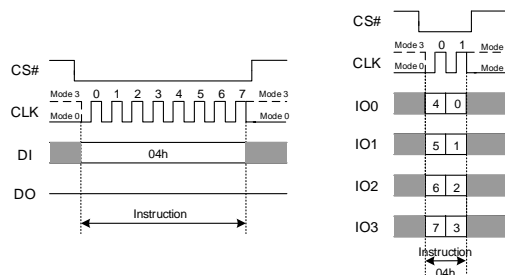 CS#
Mode 3 0 1 2 3 4 5 6 7 Mode 3
CLK
Mode 0 Mode 0
DI 04h
DO
Instruction
CS#
Mode 3 0 1 Mode
CLK
Mode 0 Mode
IO0 4 0
IO1 5 1
IO2 6 2
IO3 7 3
Instruction
04h